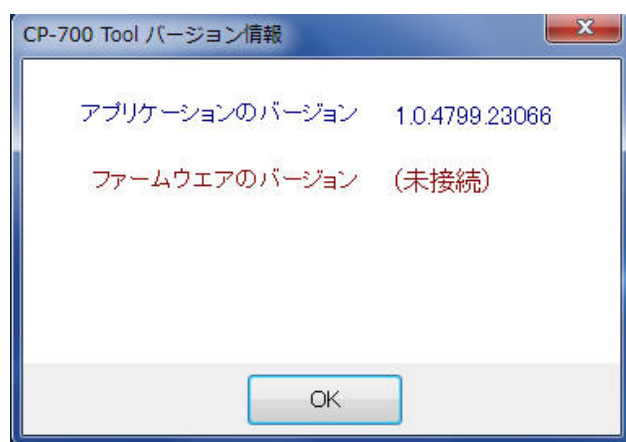 CP-700 Tool バージョン情報
アプリケーションのバージョン 1.0.4799.23066
ファームウエアのバージョン (未接続)
OK